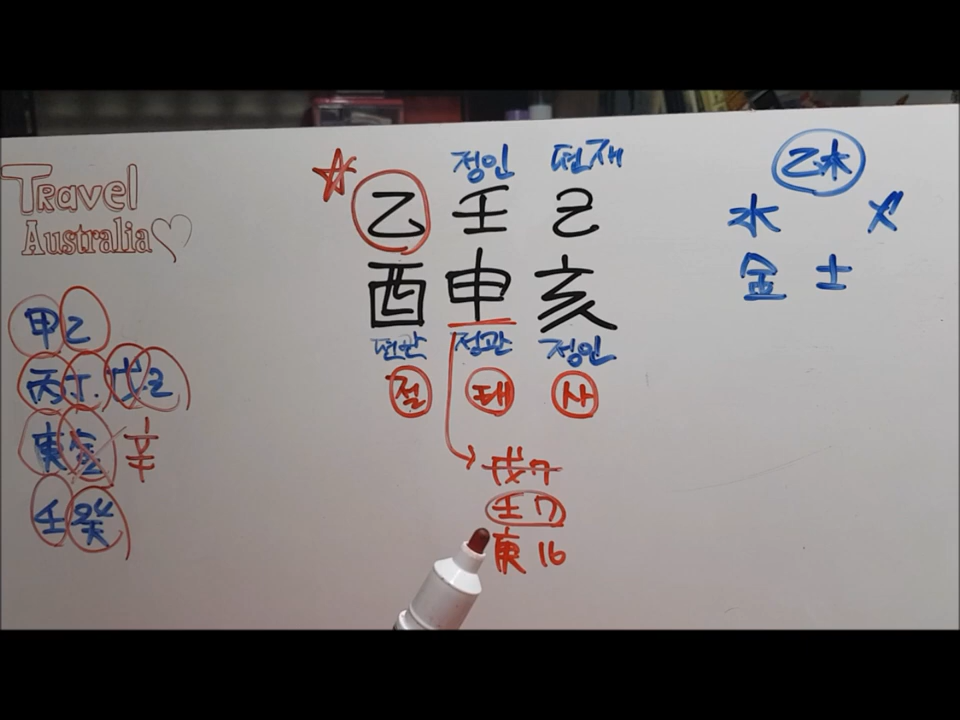 Travel
Australia
甲乙
丙丁戊己
庚金 辛
壬癸
정인 편재
乙壬己
酉申亥
편관 정관 정인
절 태 사
戊7
壬7
庚16
乙木
水 火
金 土